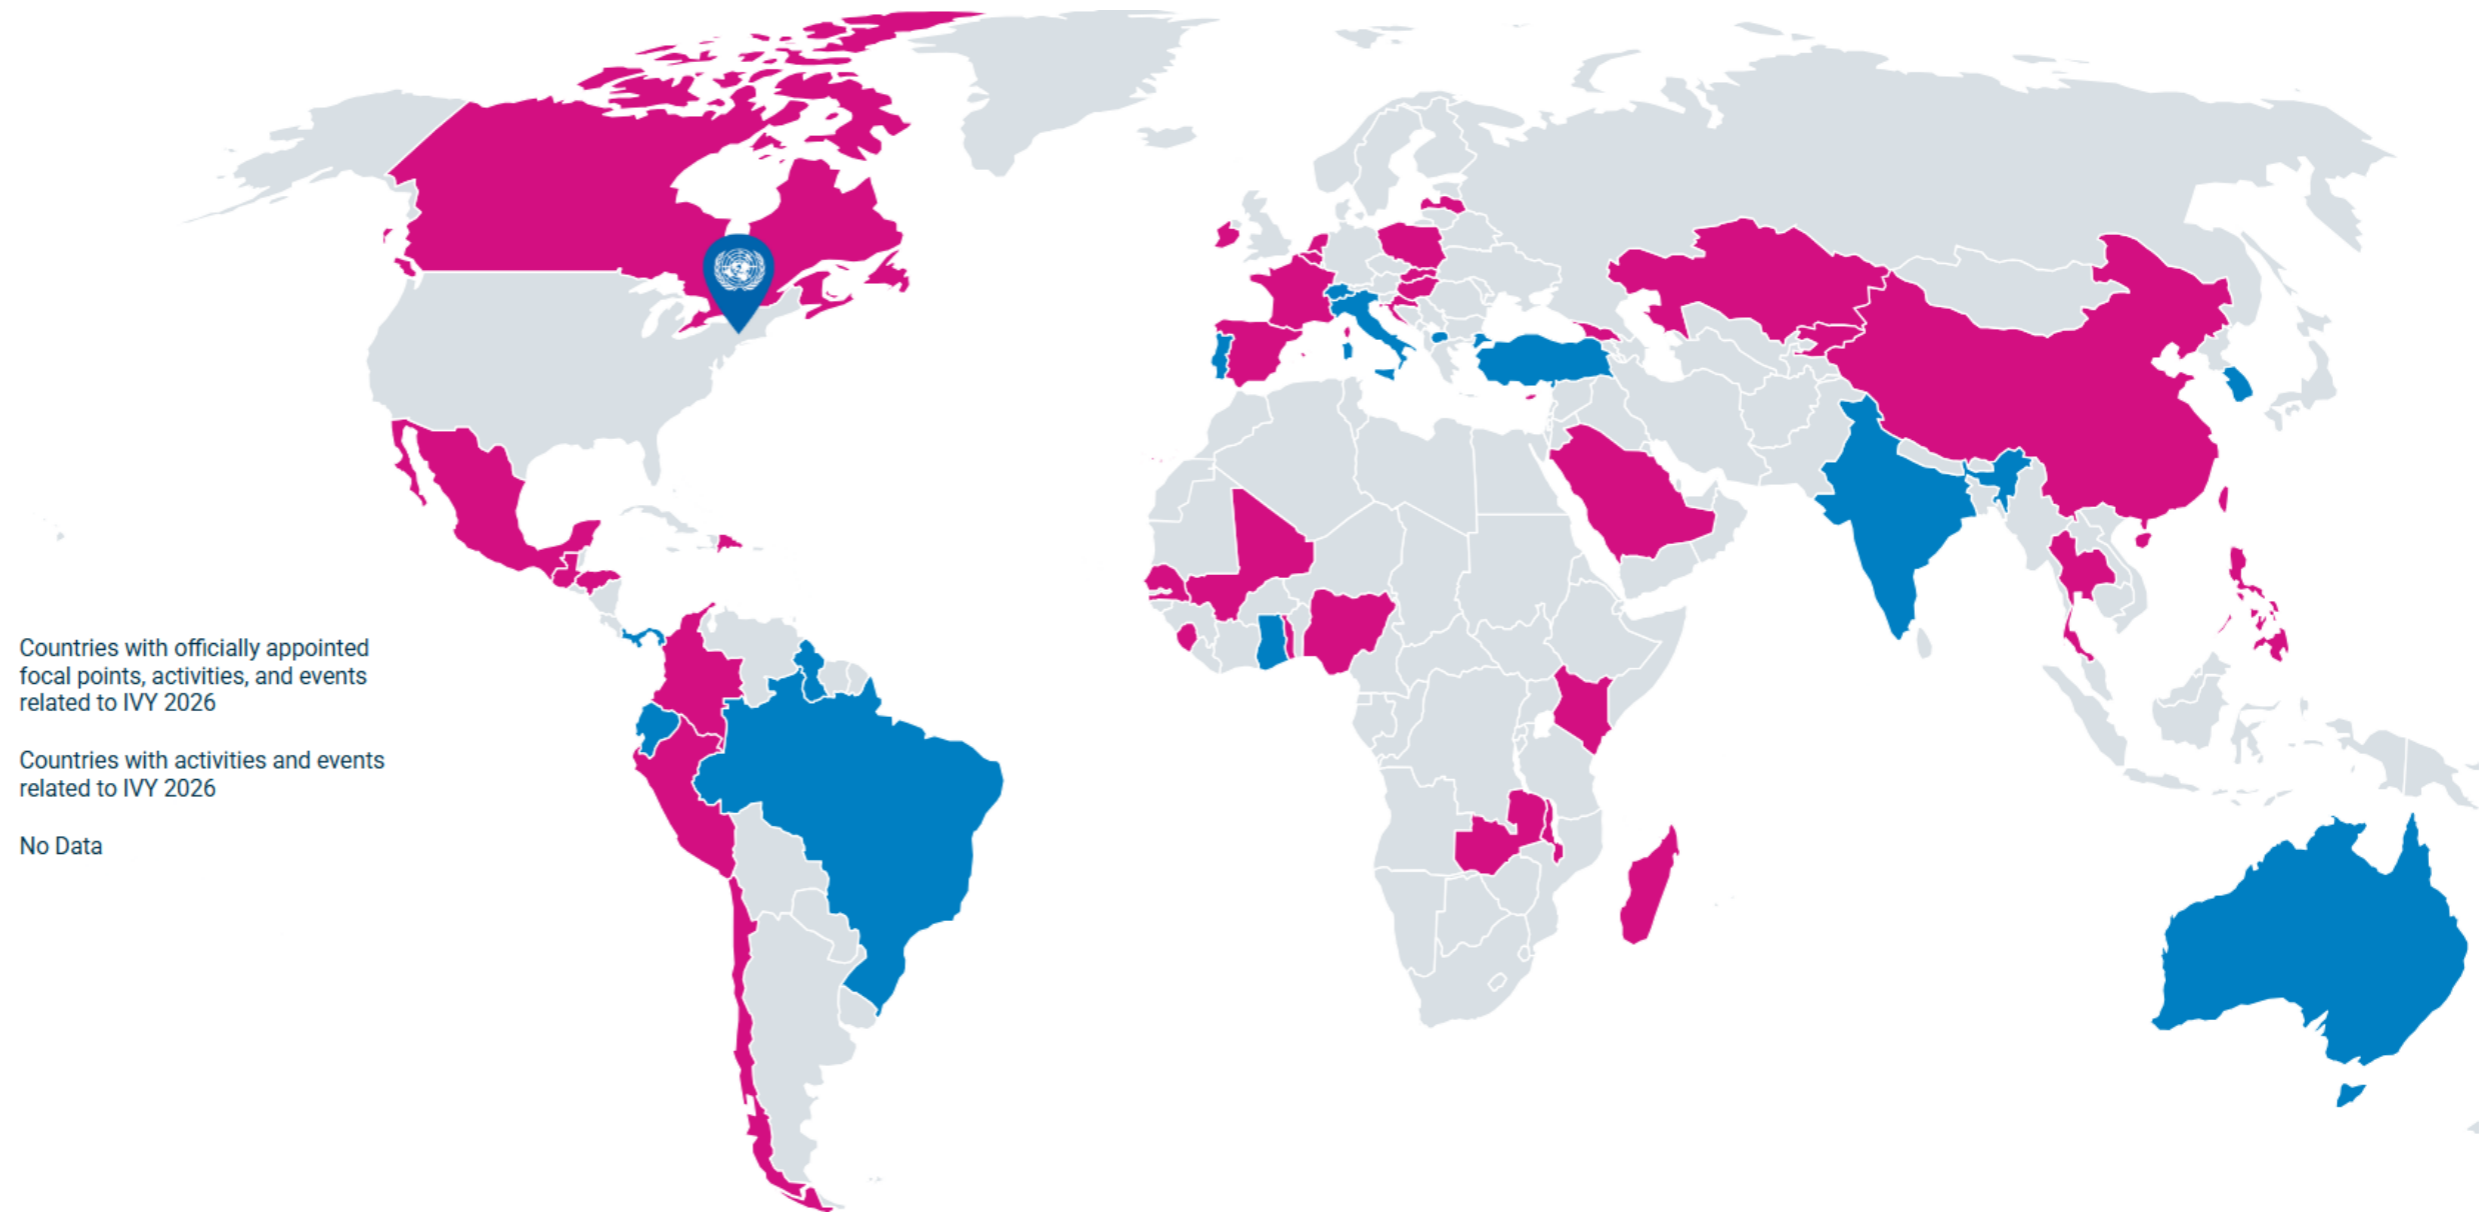 Countries with officially appointed
focal points, activities, and events
related to IVY 2026
Countries with activities and events
related to IVY 2026
No Data